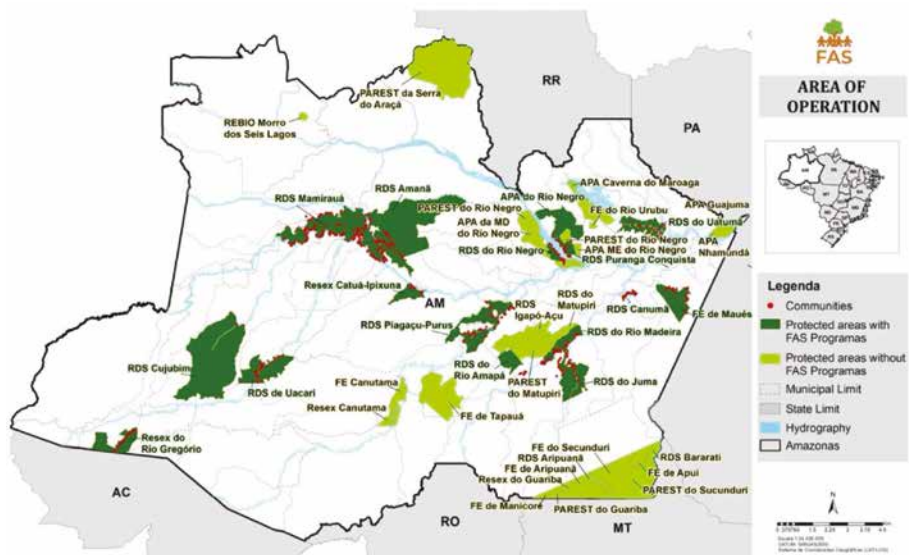 FAS
AREA OF
OPERATION
RR
PA
AC
RO
MT
AM
PAREST da Serra
do Araçá
REBIO Morro
dos Seis Lagos
RDS Mamirauá
RDS Amanã
PAREST do Rio Negro
APA da MD
do Rio Negro
RDS do Rio Negro
APA do Rio Negro
APA Caverna do Maroaga
FE do Rio Urubu
APA Guajuma
RDS do Uatumã
APA
Nhamundá
PAREST do Rio Negro
APA ME do Rio Negro
RDS Puranga Conquista
Resex Catuá-Ipixuna
RDS Piagaçu-Purus
RDS
Igapó-Açu
RDS do
Matupiri
RDS Canumã
FE de Maués
RDS do Rio Madeira
RDS Cujubim
RDS de Uacari
FE Canutama
Resex Canutama
FE de Tapauá
RDS do
Rio Amapá
PAREST
do Matupiri
RDS do Juma
Resex do
Rio Gregório
FE do Secunduri
RDS Aripuanã
FE de Aripuanã
Resex do Guariba
FE de Manicoré
PAREST do Guariba
RDS Bararati
FE de Apui
PAREST do Sucunduri
Legenda
Communities
Protected areas with
FAS Programas
Protected areas without
FAS Programas
Municipal Limit
State Limit
Hydrography
Amazonas
N